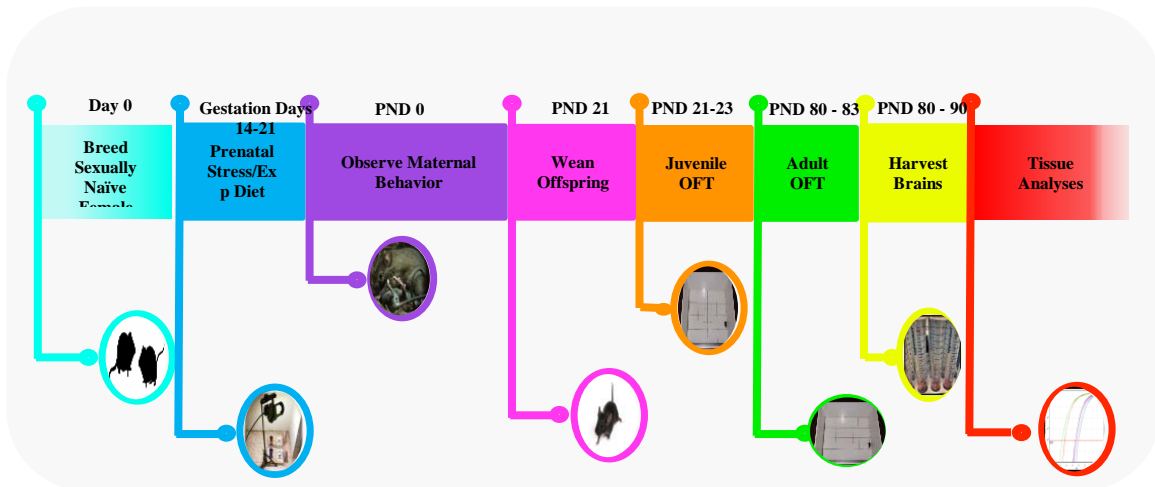 Day 0
Gestation Days
14-21
PND 0
PND 21
PND 21-23
PND 80 - 83
PND 80 - 90
Breed
Sexually
Naïve
Female
Prenatal
Stress/Ex
p Diet
Observe Maternal
Behavior
Wean
Offspring
Juvenile
OFT
Adult
OFT
Harvest
Brains
Tissue
Analyses